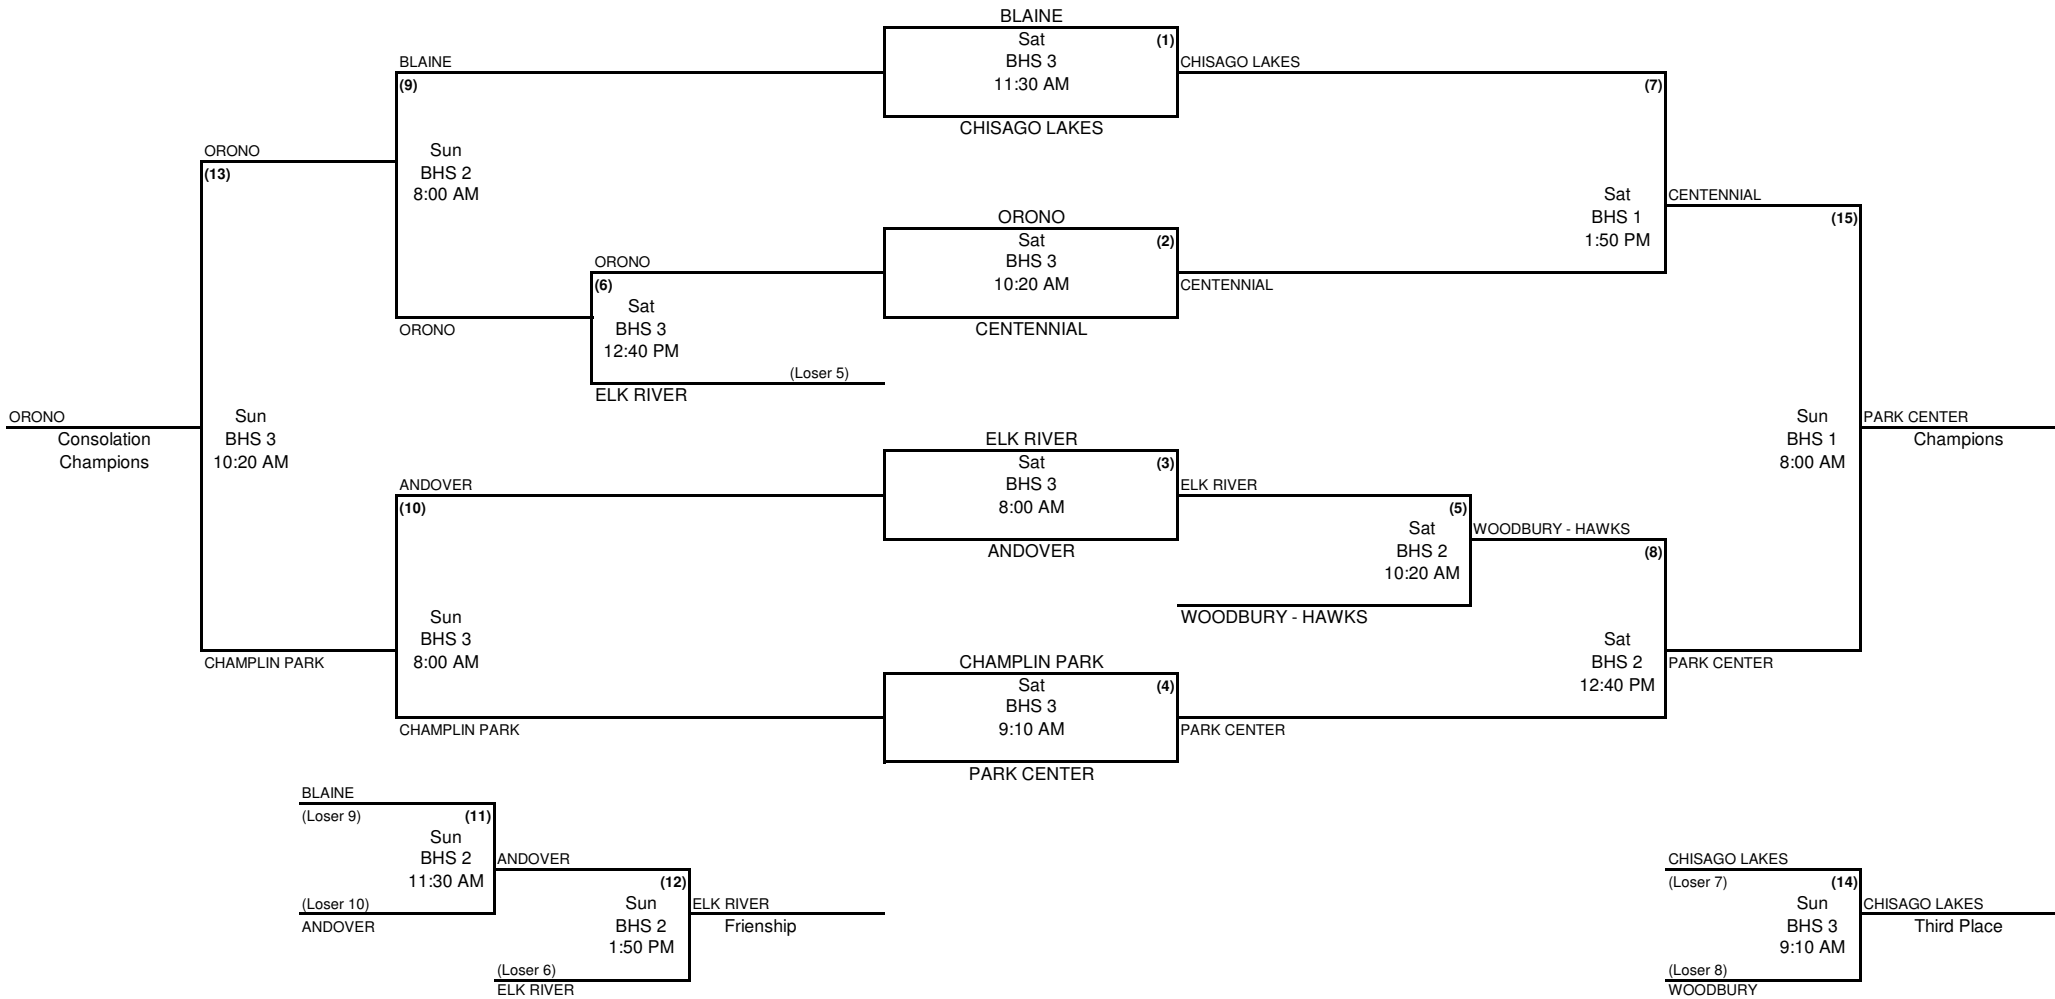 BLAINE
Sat
(1)
BHS 3
11:30 AM
CHISAGO LAKES
BLAINE
(9)
Sun
BHS 2
8:00 AM
CHISAGO LAKES
(7)
Sat
BHS 1
1:50 PM
ORONO
(13)
Sun
BHS 3
10:20 AM
ORONO
Sat
(2)
BHS 3
10:20 AM
CENTENNIAL
ORONO
(6)
Sat
BHS 3
12:40 PM
(Loser 5)
ELK RIVER
ORONO
CENTENNIAL
CENTENNIAL
(15)
Sun
BHS 1
8:00 AM
ORONO
Consolation
Champions
PARK CENTER
Champions
ELK RIVER
Sat
(3)
BHS 3
8:00 AM
ANDOVER
ANDOVER
(10)
Sun
BHS 3
8:00 AM
ELK RIVER
(5)
Sat
BHS 2
10:20 AM
WOODBURY - HAWKS
WOODBURY - HAWKS
(8)
Sat
BHS 2
12:40 PM
CHAMPLIN PARK
CHAMPLIN PARK
Sat
(4)
BHS 3
9:10 AM
PARK CENTER
CHAMPLIN PARK
PARK CENTER
PARK CENTER
BLAINE
(Loser 9)
(11)
Sun
BHS 2
11:30 AM
(Loser 10)
ANDOVER
ANDOVER
(12)
Sun
BHS 2
1:50 PM
(Loser 6)
ELK RIVER
ELK RIVER
Frienship
CHISAGO LAKES
(Loser 7)
(14)
Sun
BHS 3
9:10 AM
(Loser 8)
WOODBURY
CHISAGO LAKES
Third Place